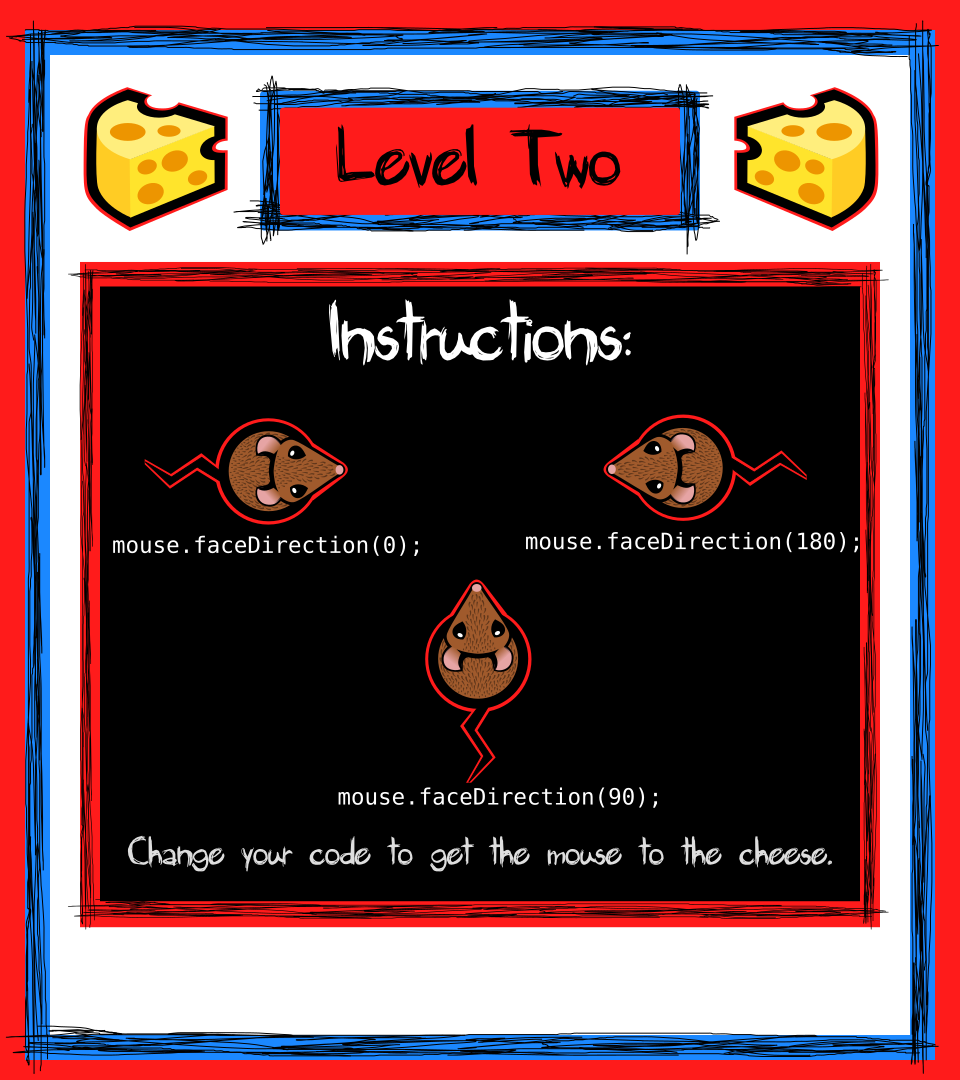 Level Two
Instructions:
mouse.faceDirection(0);
mouse.faceDirection(180);
mouse.faceDirection(90);
Change your code to get the mouse to the cheese.